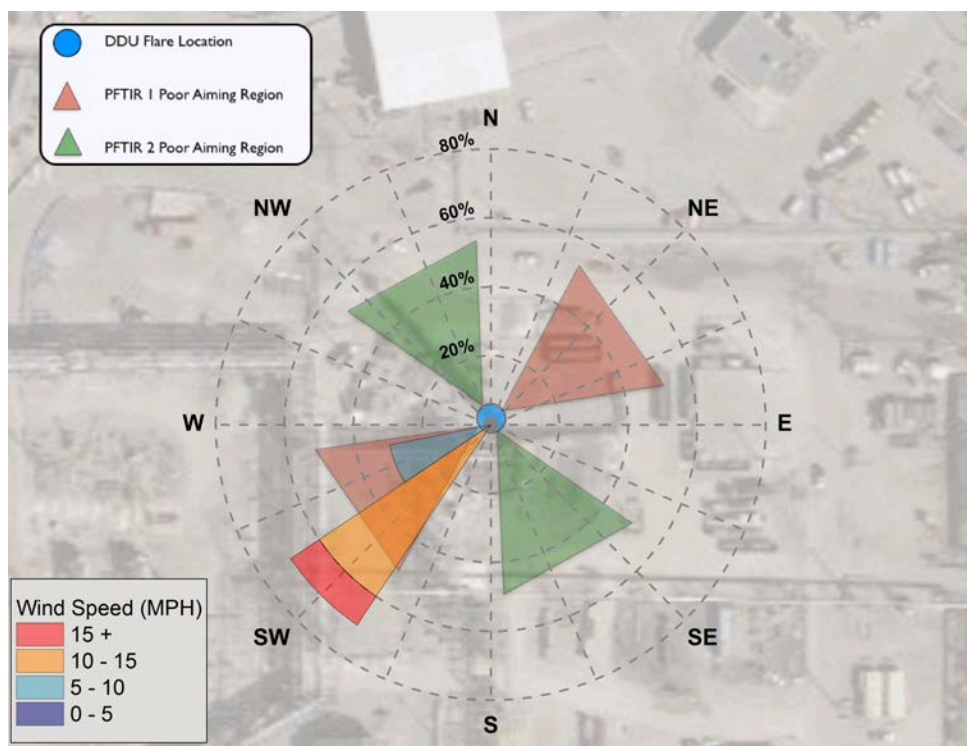 DDU Flare Location
PFTIR 1 Poor Aiming Region
PFTIR 2 Poor Aiming Region
N
80%
60%
40%
20%
NW
NE
W
E
SW
SE
S
Wind Speed (MPH)
15 +
10 - 15
5 - 10
0 - 5